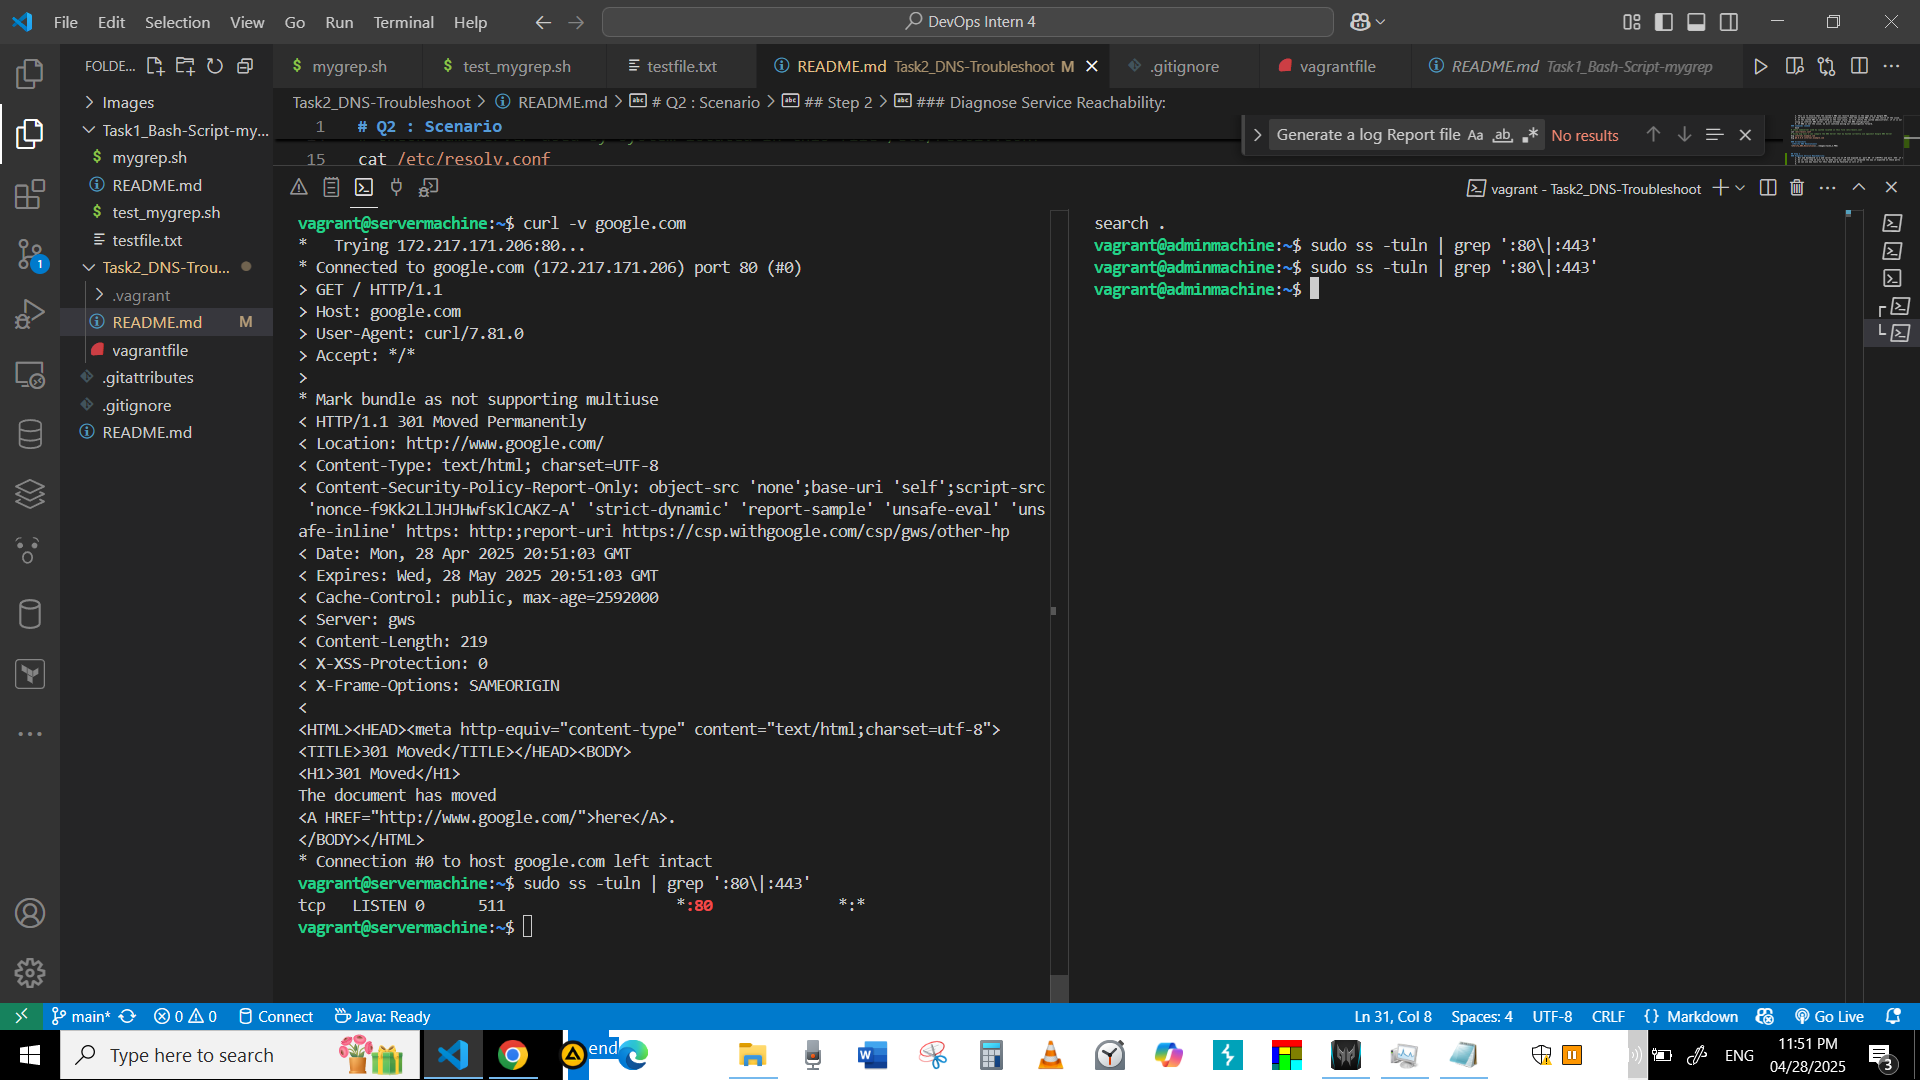 File Edit Selection View Go Run Terminal Help
DevOps Intern 4
FOLDE...
mygrep.sh
test_mygrep.sh
testfile.txt
README.md Task2_DNS-Troubleshoot M
.gitignore
vagrantfile
README.md Task1_Bash-Script-mygrep
Images
Task1_Bash-Script-my...
mygrep.sh
README.md
test_mygrep.sh
testfile.txt
Task2_DNS-Trou...
.vagrant
README.md M
vagrantfile
.gitattributes
.gitignore
README.md
1
Task2_DNS-Troubleshoot > README.md > # Q2 : Scenario > ## Step 2 > ### Diagnose Service Reachability:
1 # Q2 : Scenario
15 cat /etc/resolv.conf
Generate a log Report file Aa ab No results
vagrant - Task2_DNS-Troubleshoot
vagrant@servermachine:~$ curl -v google.com
*   Trying 172.217.171.206:80...
* Connected to google.com (172.217.171.206) port 80 (#0)
> GET / HTTP/1.1
> Host: google.com
> User-Agent: curl/7.81.0
> Accept: */*
>
* Mark bundle as not supporting multiuse
< HTTP/1.1 301 Moved Permanently
< Location: http://www.google.com/
< Content-Type: text/html; charset=UTF-8
< Content-Security-Policy-Report-Only: object-src 'none';base-uri 'self';script-src
'nonce-f9Kk2LlJHJHwfsKlCAKZ-A' 'strict-dynamic' 'report-sample' 'unsafe-eval' 'uns
afe-inline' https: http:;report-uri https://csp.withgoogle.com/csp/gws/other-hp
< Date: Mon, 28 Apr 2025 20:51:03 GMT
< Expires: Wed, 28 May 2025 20:51:03 GMT
< Cache-Control: public, max-age=2592000
< Server: gws
< Content-Length: 219
< X-XSS-Protection: 0
< X-Frame-Options: SAMEORIGIN
<
<HTML><HEAD><meta http-equiv="content-type" content="text/html;charset=utf-8">
<TITLE>301 Moved</TITLE></HEAD><BODY>
<H1>301 Moved</H1>
The document has moved
<A HREF="http://www.google.com/">here</A>.
</BODY></HTML>
* Connection #0 to host google.com left intact
vagrant@servermachine:~$ sudo ss -tuln | grep ':80\|:443'
tcp   LISTEN 0      511                   *:80              *:*
vagrant@servermachine:~$
search .
vagrant@adminmachine:~$ sudo ss -tuln | grep ':80\|:443'
vagrant@adminmachine:~$ sudo ss -tuln | grep ':80\|:443'
vagrant@adminmachine:~$
main* 0 0 Connect Java: Ready
Ln 31, Col 8 Spaces: 4 UTF-8 CRLF {} Markdown Go Live
Type here to search
end
ENG
11:51 PM
04/28/2025
3